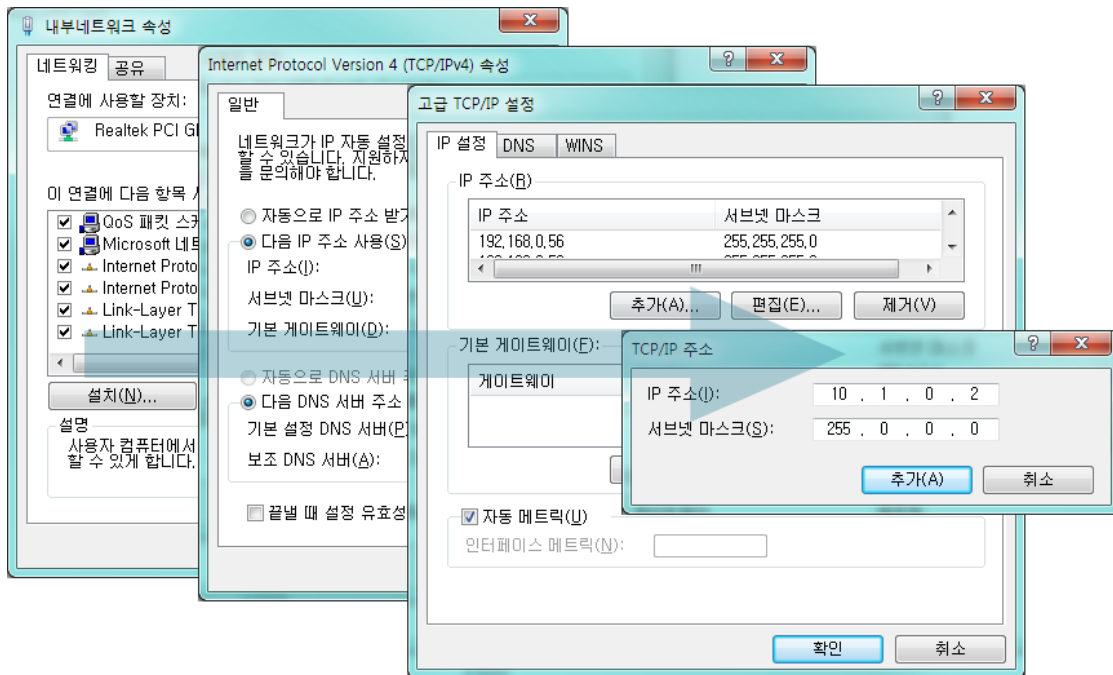 내부네트워크 속성
네트워킹
공유
연결에 사용할 장치:
Realtek PCI G
이 연결에 다음 항목
QoS 패킷 스케
Microsoft 네트
Internet Proto
Internet Proto
Link-Layer T
Link-Layer T
설치(N)...
설명
사용자 컴퓨터에서
할 수 있게 합니다.
Internet Protocol Version 4 (TCP/IPv4) 속성
일반
네트워크가 IP 자동 설정
할 수 있습니다. 지원하지
를 문의해야 합니다.
자동으로 IP 주소 받기
다음 IP 주소 사용(S)
IP 주소(I):
서브넷 마스크(U):
기본 게이트웨이(D):
자동으로 DNS 서버
다음 DNS 서버 주소
기본 설정 DNS 서버(P)
보조 DNS 서버(A):
끝낼 때 설정 유효성
고급 TCP/IP 설정
IP 설정
DNS
WINS
IP 주소(R)
IP 주소 서브넷 마스크
192.168.0.56 255.255.255.0
추가(A)... 편집(E)... 제거(V)
기본 게이트웨이(F):
게이트웨이
자동 메트릭(U)
인터페이스 메트릭(N):
확인 취소
TCP/IP 주소
IP 주소(I): 10 . 1 . 0 . 2
서브넷 마스크(S): 255 . 0 . 0 . 0
추가(A) 취소